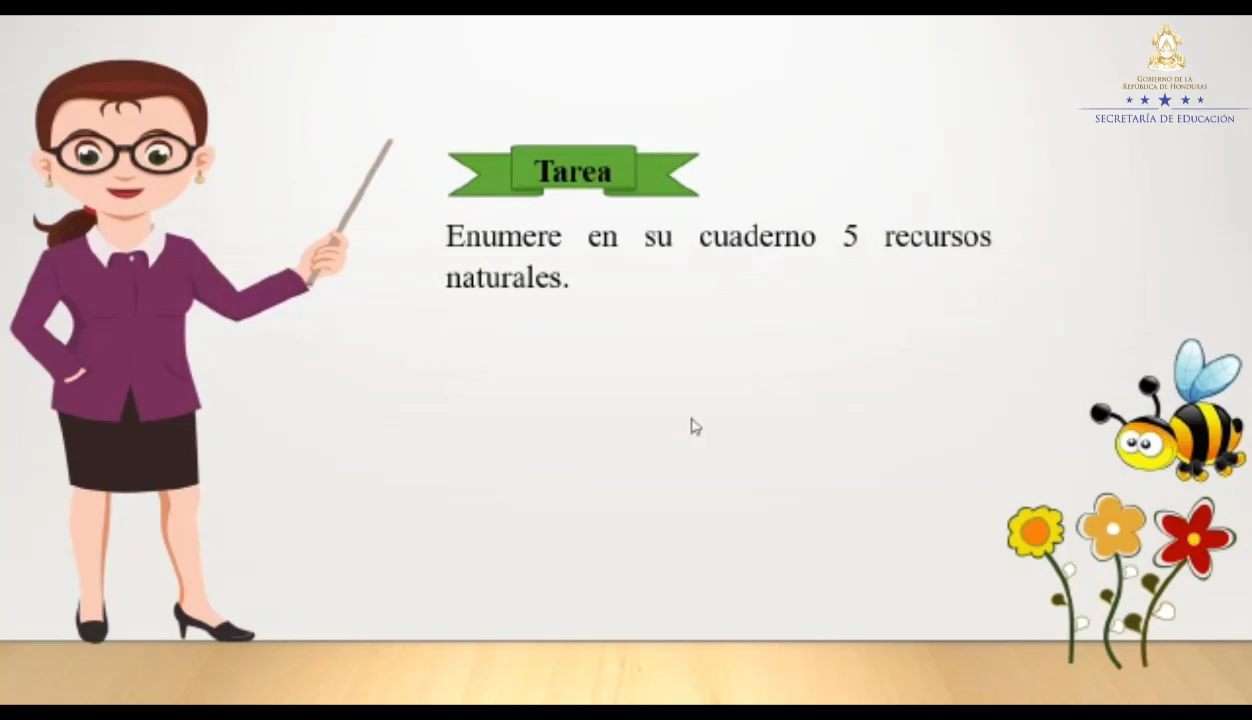 GOBIERNO DE LA
REPÚBLICA DE HONDURAS
SECRETARÍA DE EDUCACIÓN
Tarea
Enumere en su cuaderno 5 recursos
naturales.